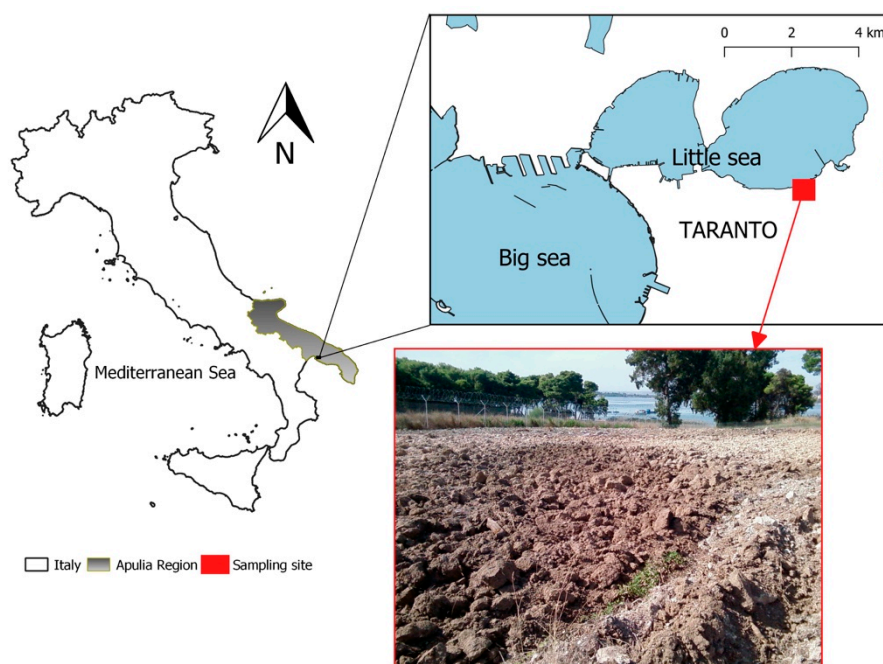 0 2 4 km
Little sea
TARANTO
Big sea
N
Mediterranean Sea
Italy Apulia Region Sampling site